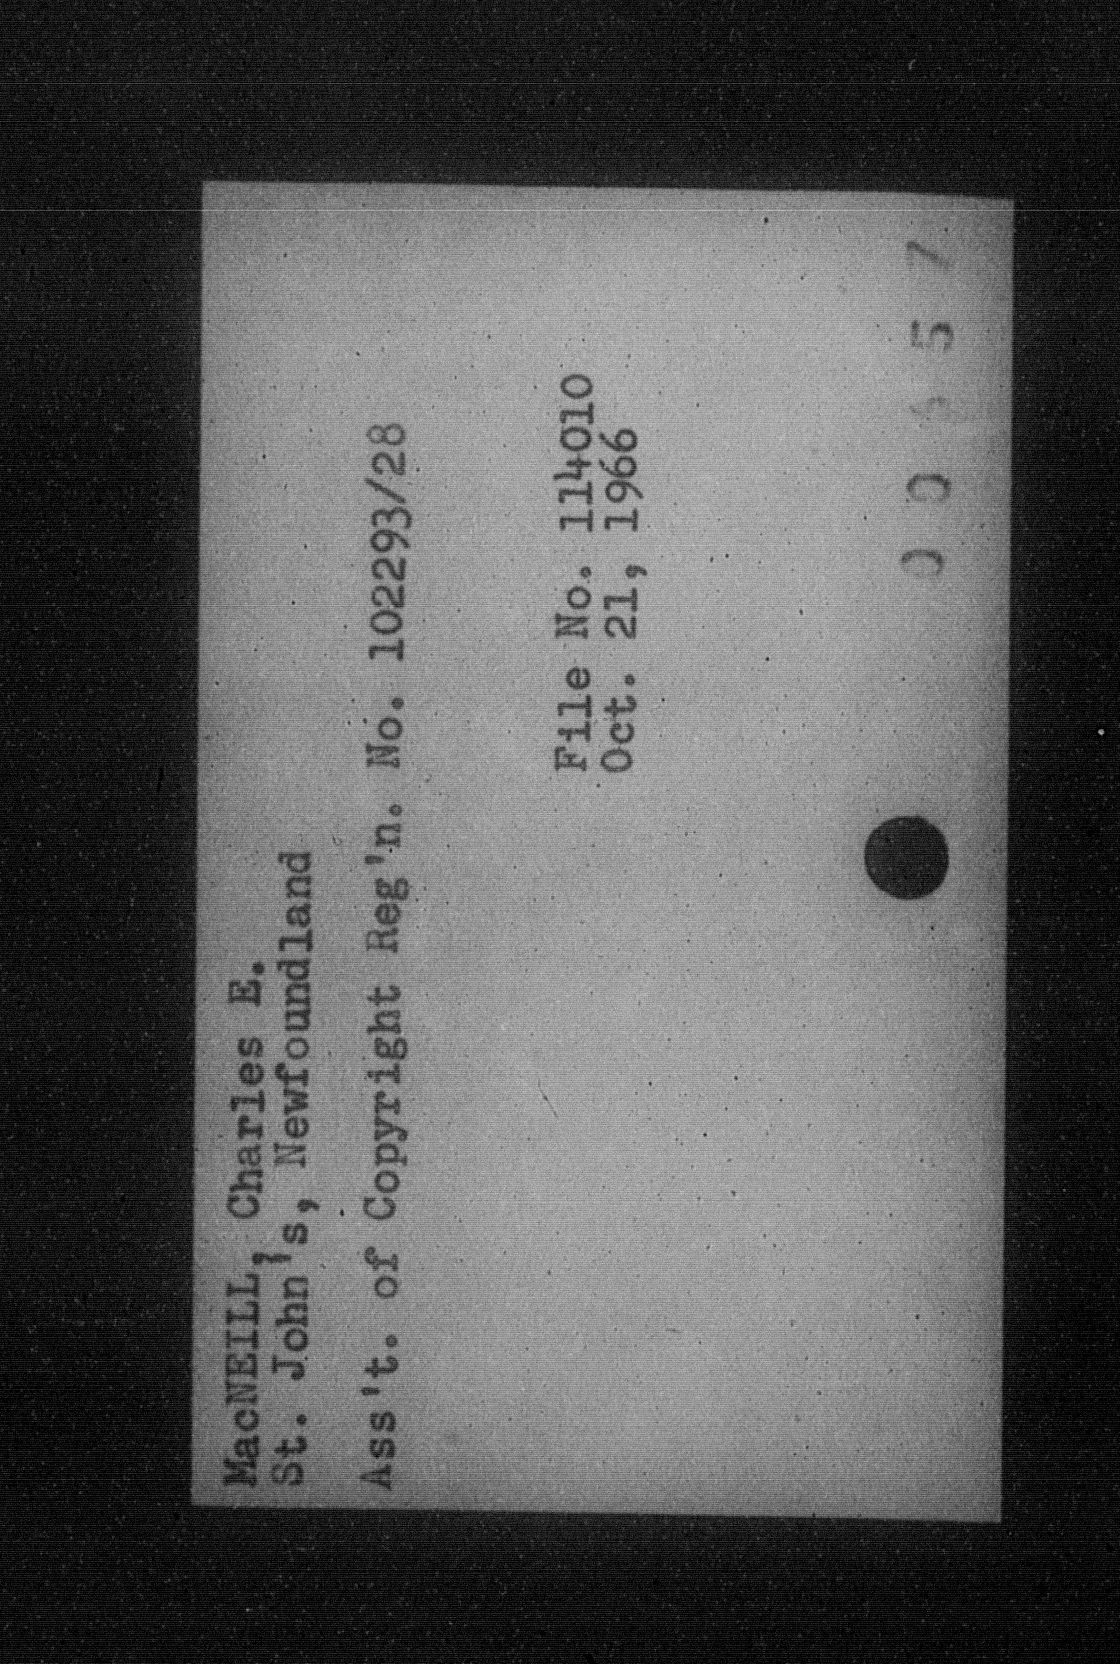 MacNEILL, Charles E.
St. John's, Newfoundland
Ass't. of Copyright Reg'n. No. 102293/28
File No. 114010
Oct. 21, 1966